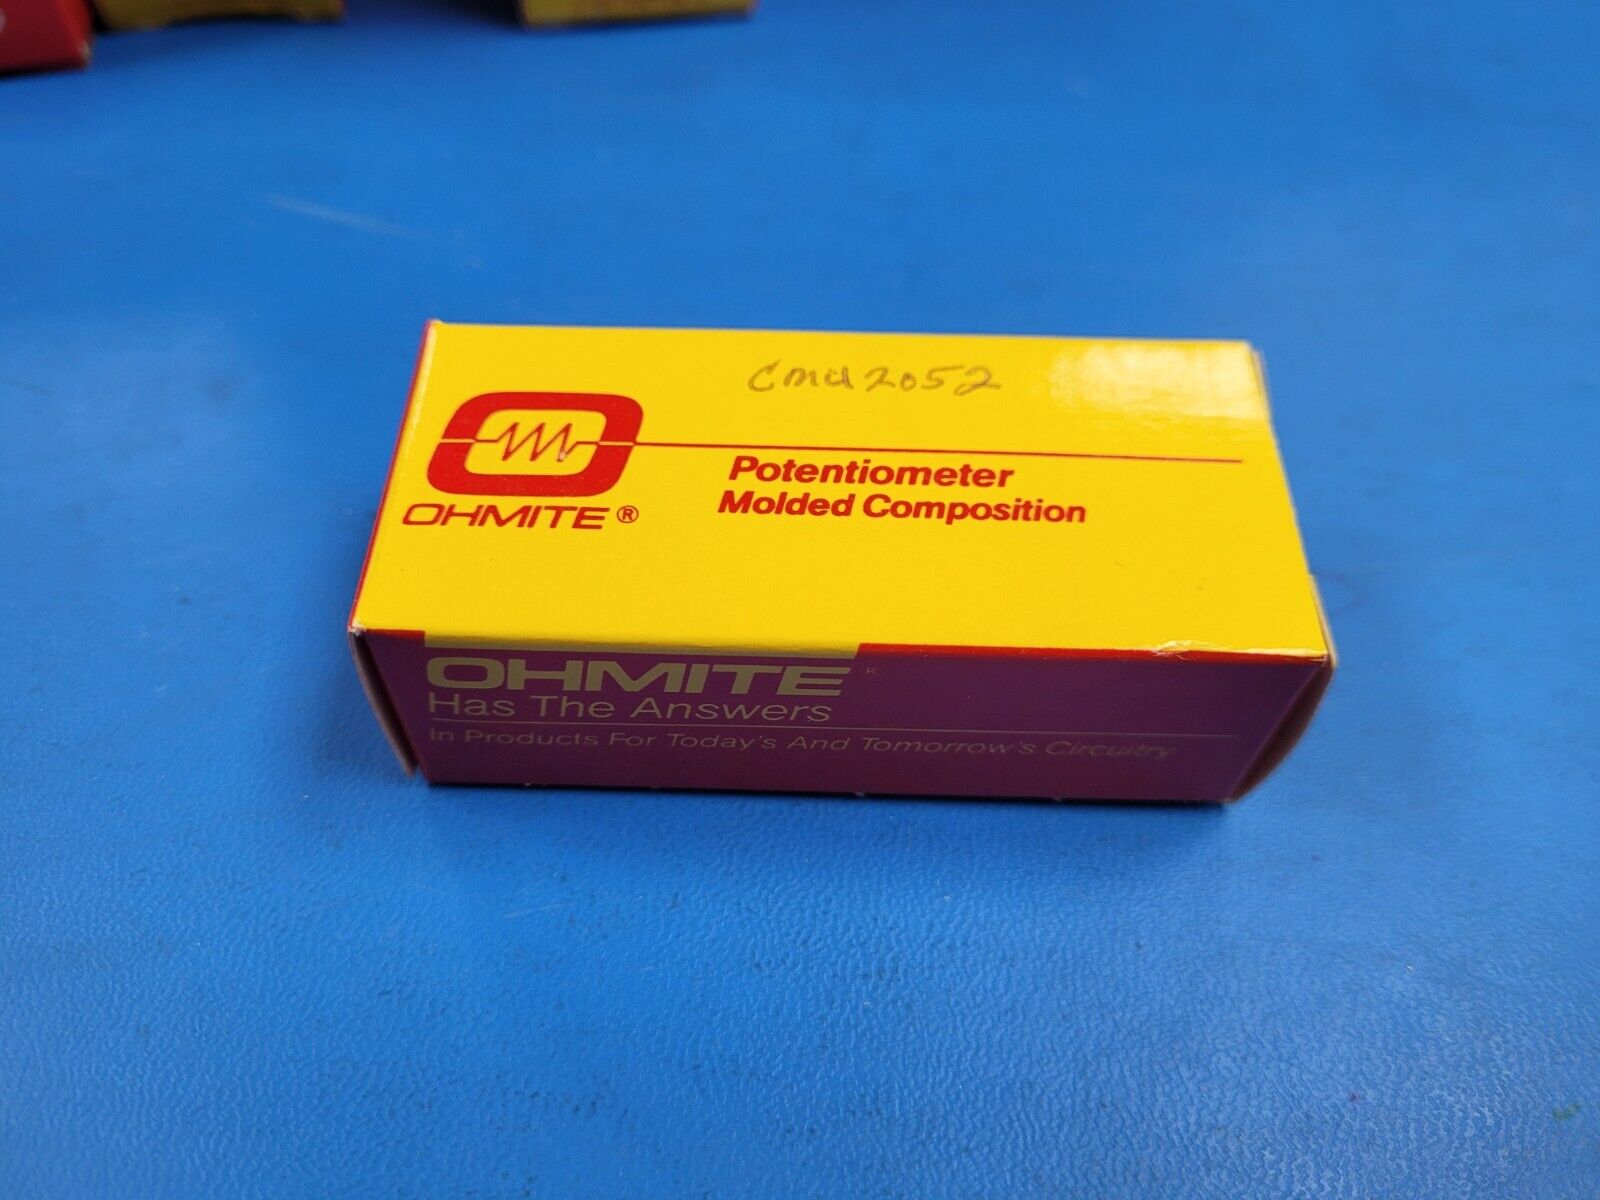 CMU2052
OHMITE®
Potentiometer
Molded Composition
OHMITE®
Has The Answers
In Products For Today's And Tomorrow's Circuitry